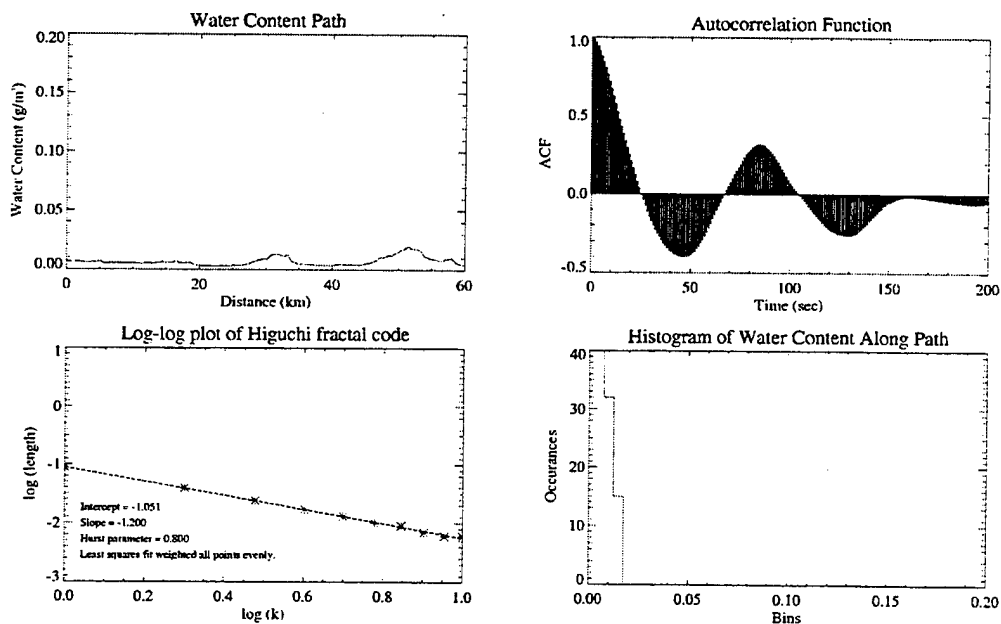 Water Content Path
0.20
0.15
0.10
0.05
0.00
Water Content (g/m³)
0
20
40
60
Distance (km)
Autocorrelation Function
1.0
0.5
0.0
-0.5
ACF
0
50
100
150
200
Time (sec)
Log-log plot of Higuchi fractal code
1
0
-1
-2
-3
log (length)
Intercept = -1.051
Slope = -1.200
Hurst parameter = 0.800
Least squares fit weighted all points evenly.
0.0
0.2
0.4
0.6
0.8
1.0
log (k)
Histogram of Water Content Along Path
40
30
20
10
0
Occurances
0.00
0.05
0.10
0.15
0.20
Bins